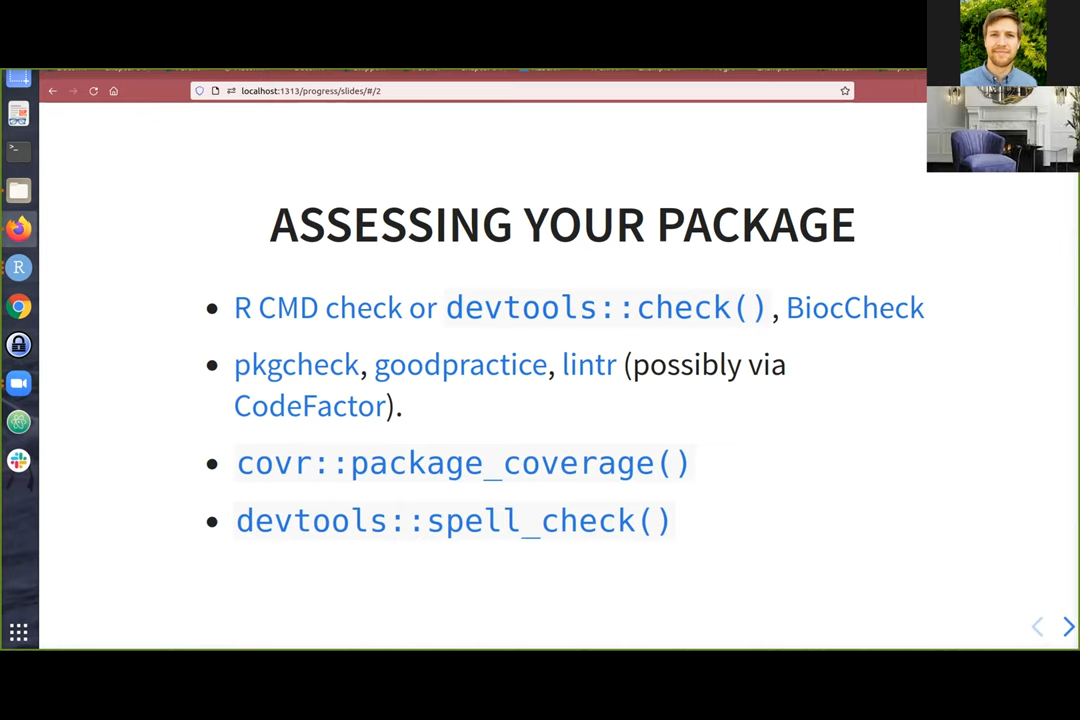 localhost:1313/progress/slides/#/2
ASSESSING YOUR PACKAGE
• R CMD check or devtools::check(), BiocCheck
• pkgcheck, goodpractice, lintr (possibly via
CodeFactor).
• covr::package_coverage()
• devtools::spell_check()